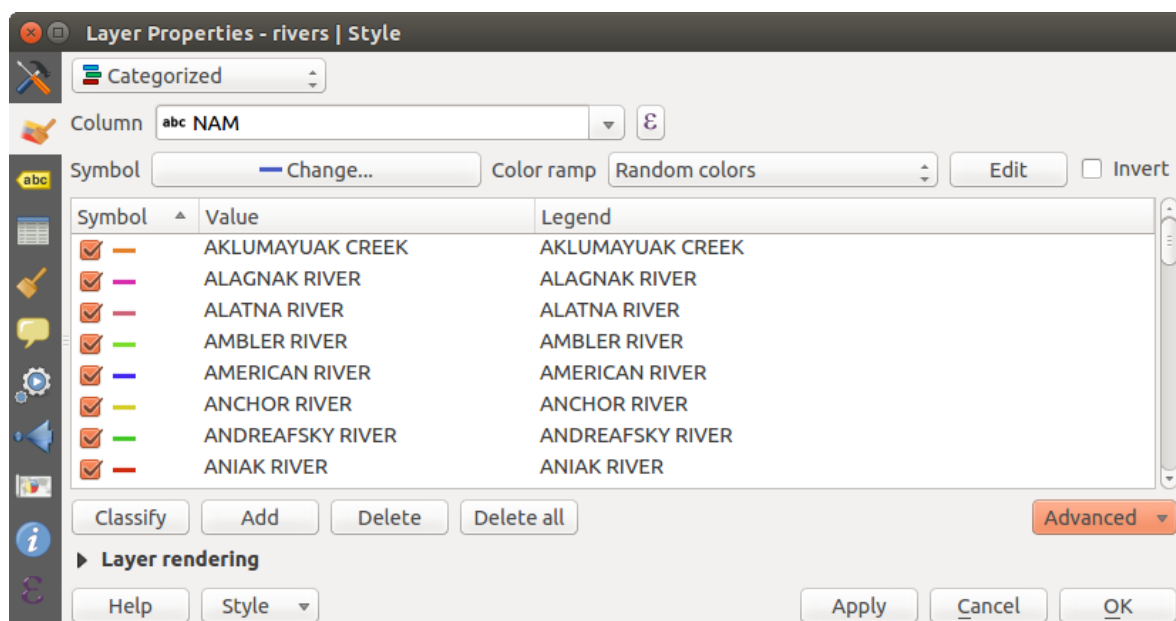 Layer Properties - rivers | Style
Categorized
Column abc NAM ε
abc
Symbol Change... Color ramp Random colors Edit Invert
Symbol Value Legend
AKLUMAYUAK CREEK AKLUMAYUAK CREEK
ALAGNAK RIVER ALAGNAK RIVER
ALATNA RIVER ALATNA RIVER
AMBLER RIVER AMBLER RIVER
AMERICAN RIVER AMERICAN RIVER
ANCHOR RIVER ANCHOR RIVER
ANDREAFSKY RIVER ANDREAFSKY RIVER
ANIAK RIVER ANIAK RIVER
Classify Add Delete Delete all Advanced
i
Layer rendering
ε
Help Style Apply Cancel OK